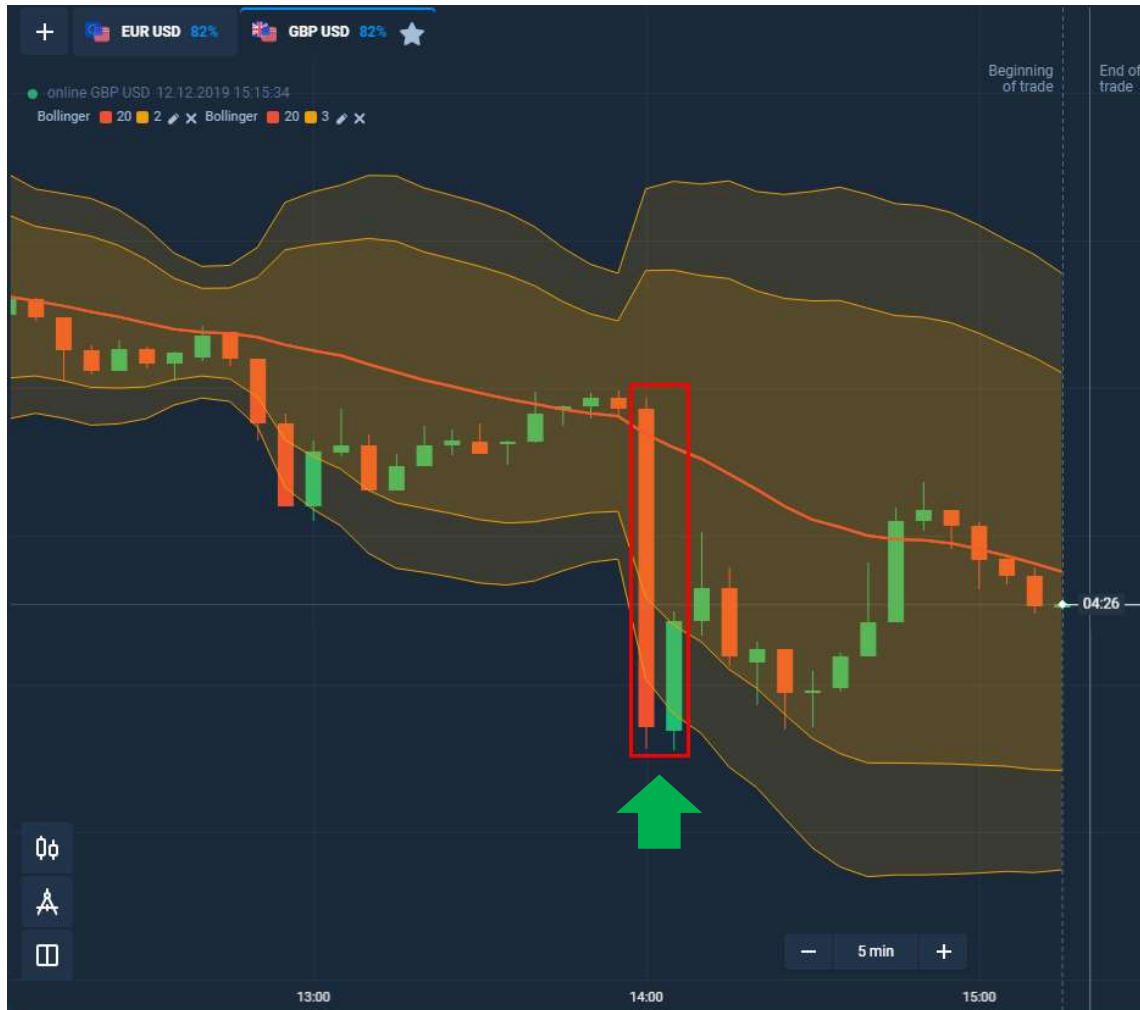 EUR USD 82% GBP USD 82%
Beginning of trade
End of trade
online GBP USD 12.12.2019 15:15:34
Bollinger 20 2 Bollinger 20 3
04:26
5 min
13:00 14:00 15:00